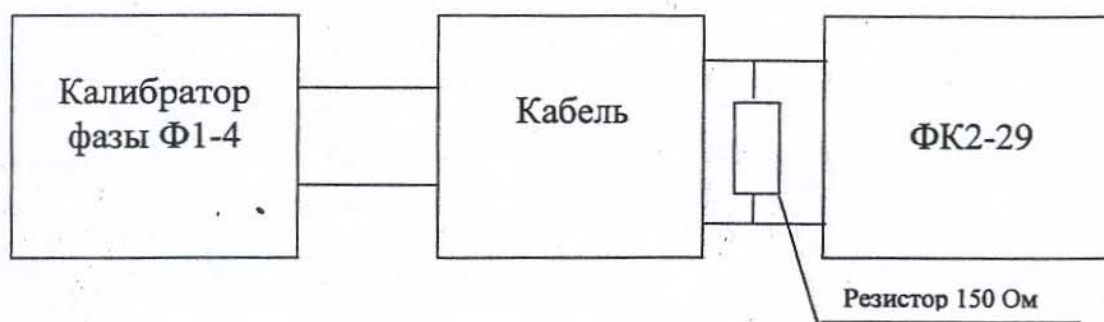 Калибратор
фазы Ф1-4
Кабель
ФК2-29
Резистор 150 Ом